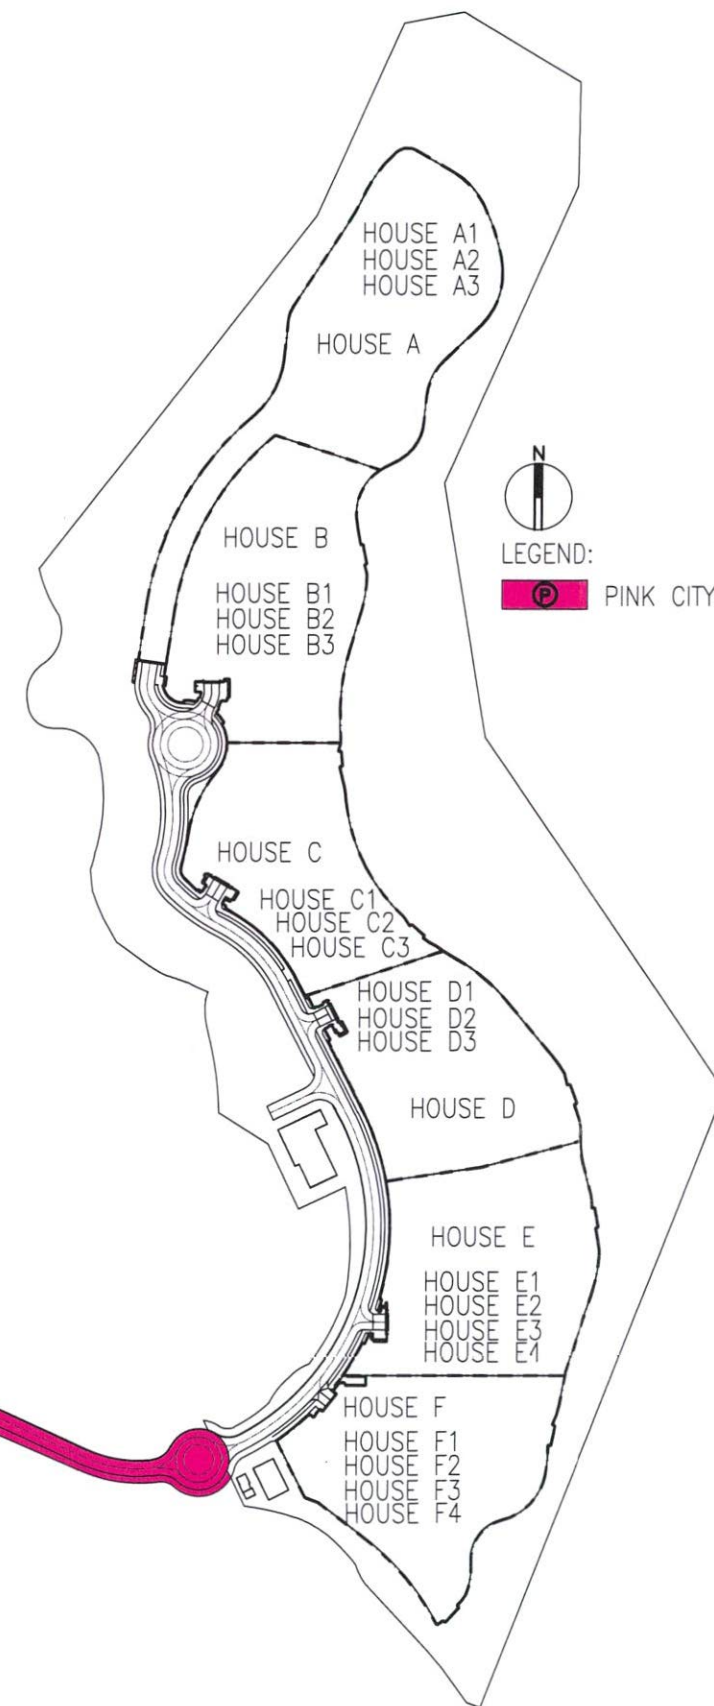 HOUSE A1
HOUSE A2
HOUSE A3
HOUSE A
N
LEGEND:
P PINK CITY
HOUSE B
HOUSE B1
HOUSE B2
HOUSE B3
HOUSE C
HOUSE C1
HOUSE C2
HOUSE C3
HOUSE D1
HOUSE D2
HOUSE D3
HOUSE D
HOUSE E
HOUSE E1
HOUSE E2
HOUSE E3
HOUSE E1
HOUSE F
HOUSE F1
HOUSE F2
HOUSE F3
HOUSE F4